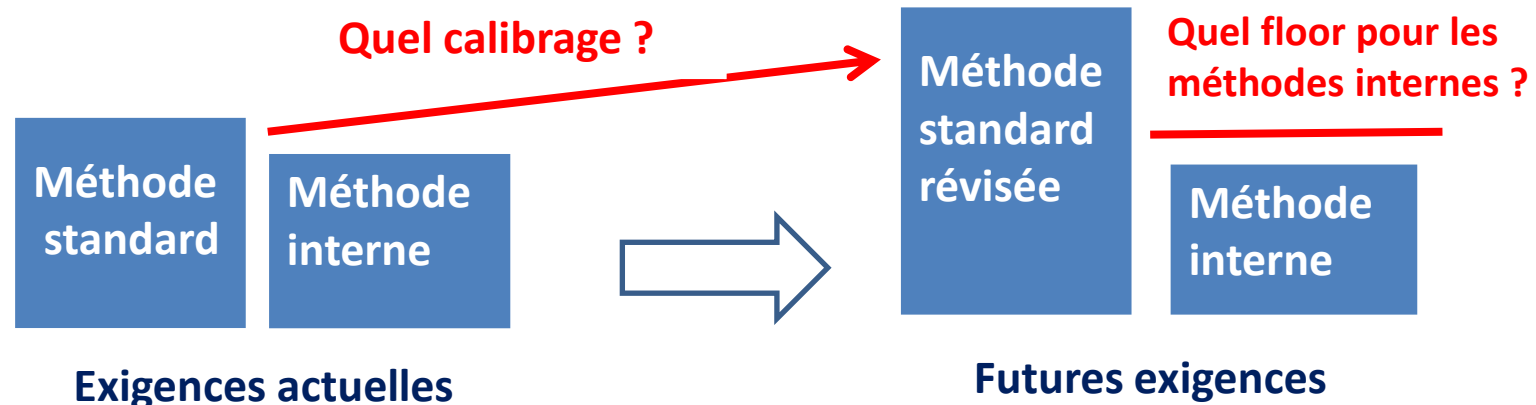 Quel calibrage ?
Méthode
standard
Méthode
interne
Exigences actuelles
Quel floor pour les
méthodes internes ?
Méthode
standard
révisée
Méthode
interne
Futures exigences